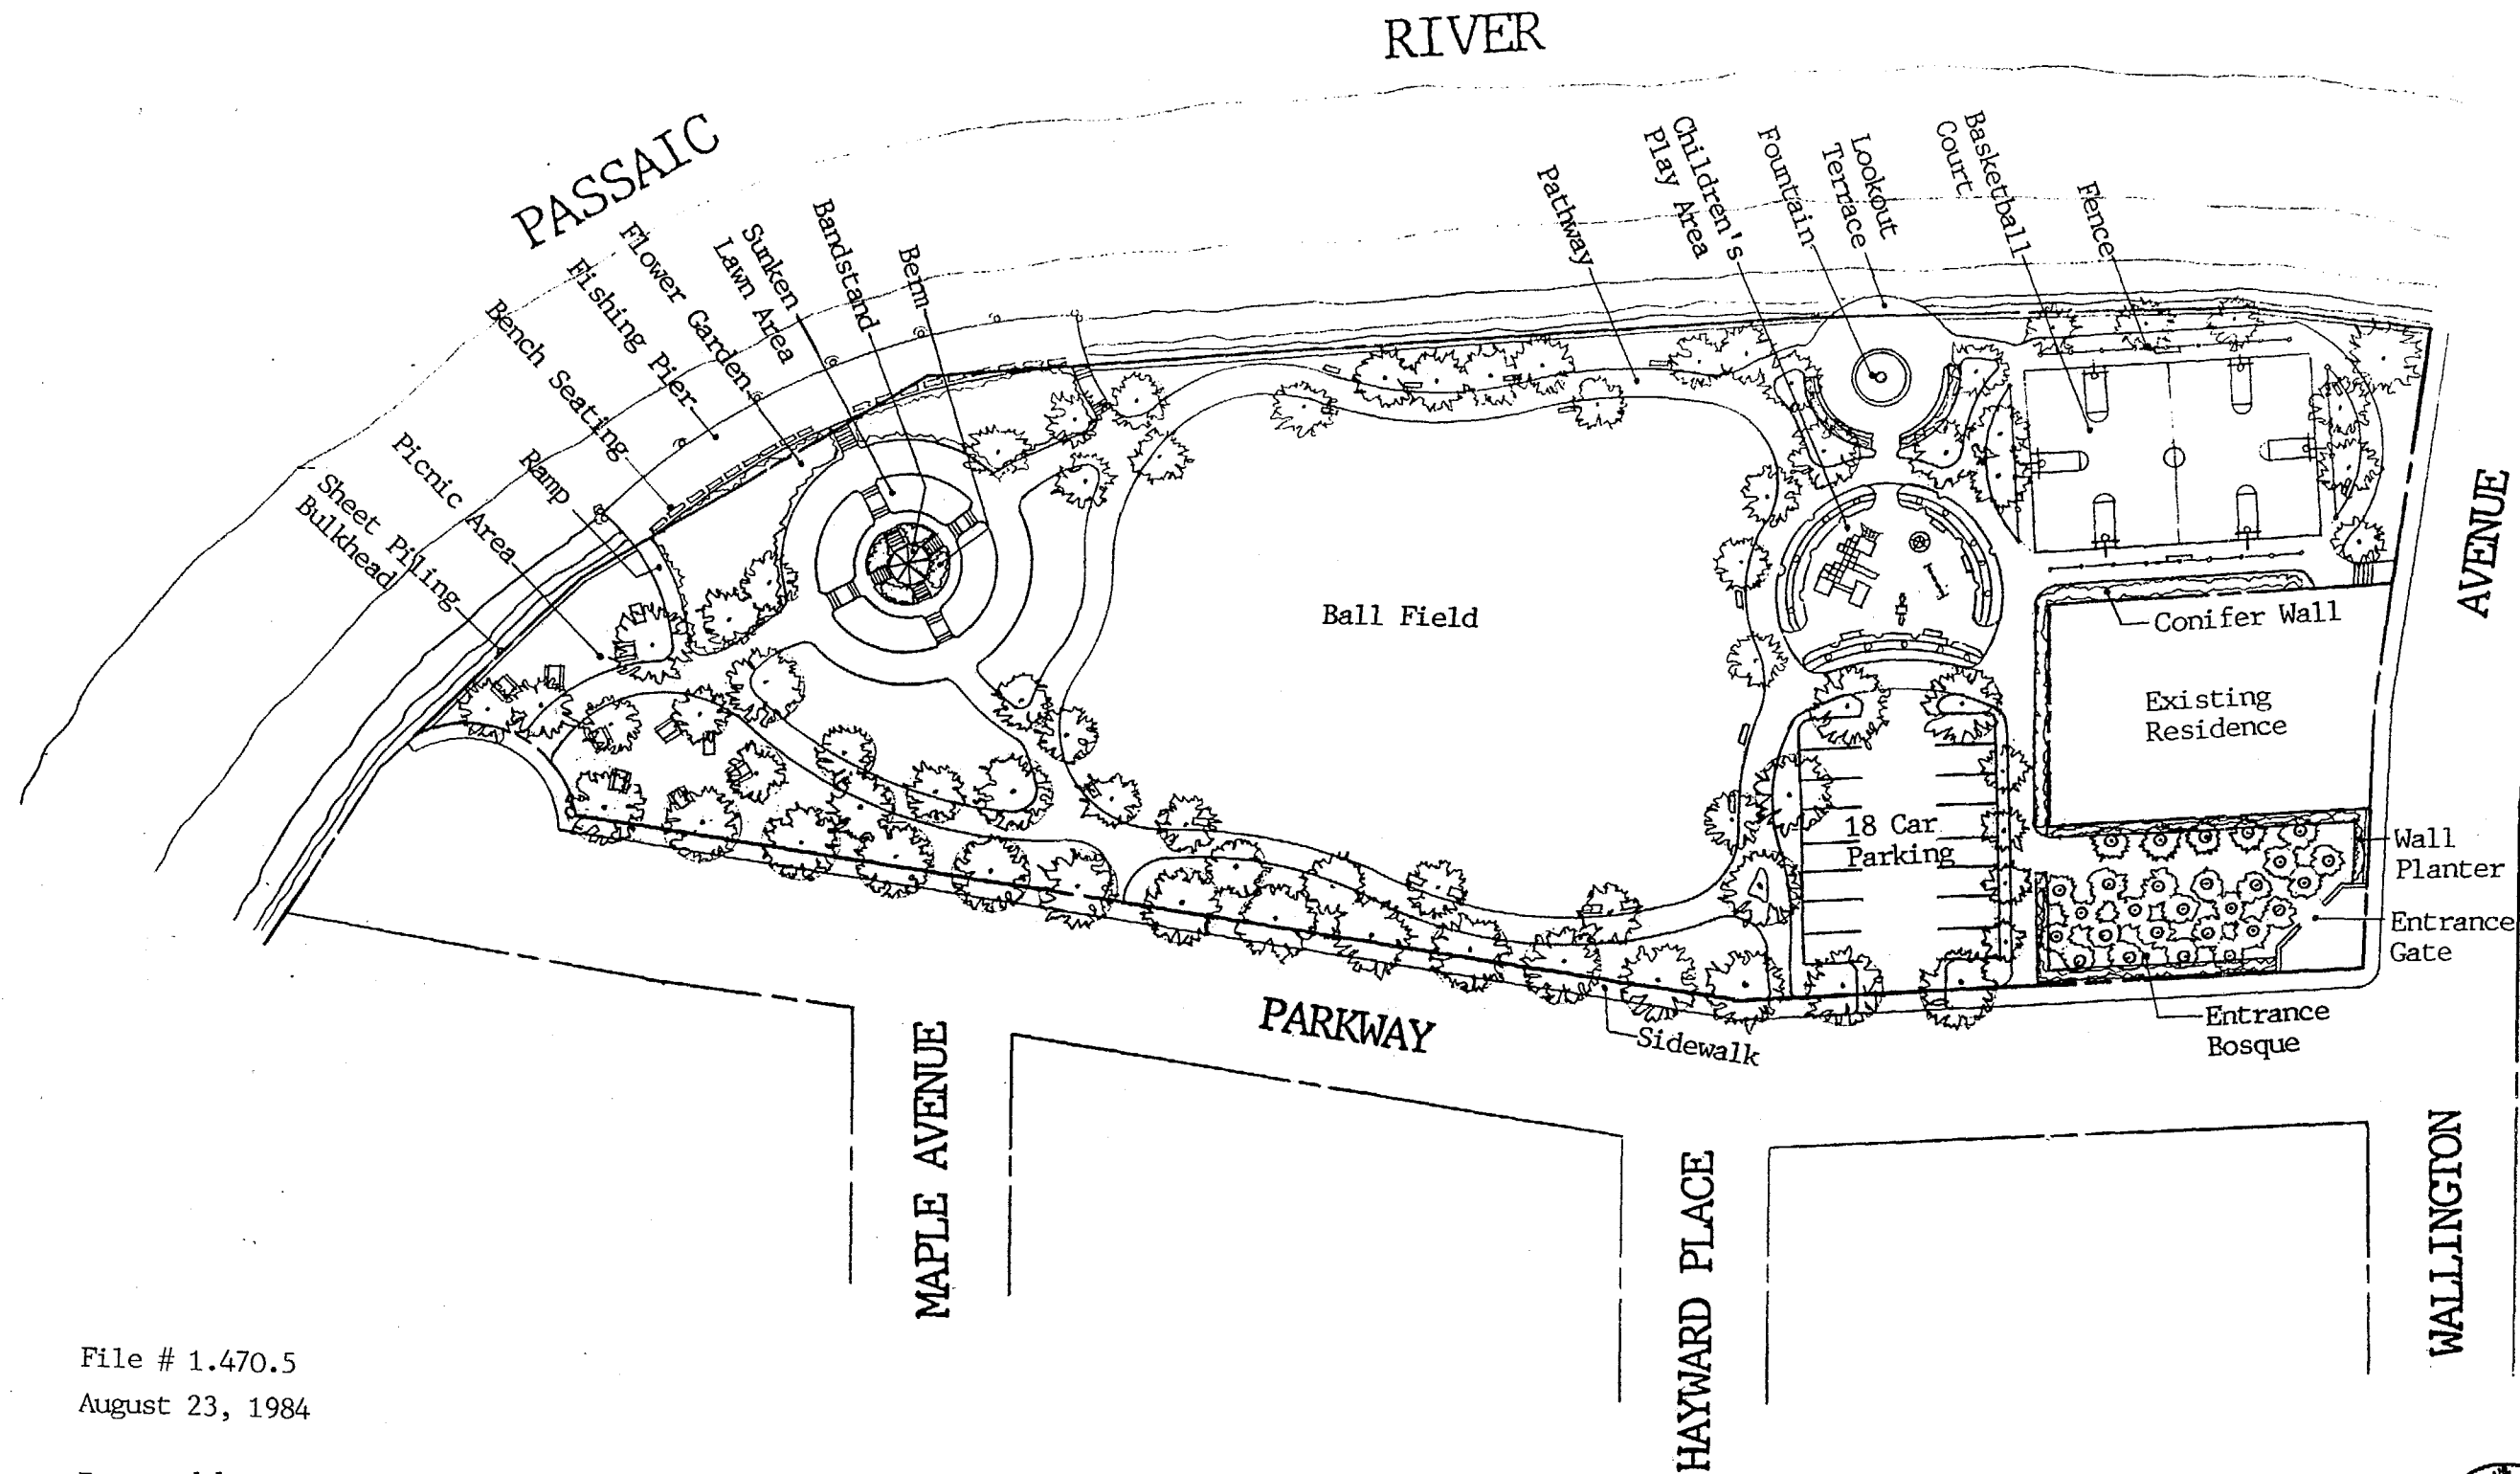 RIVER
PASSAIC
Sheet Piling
Bulkhead
Picnic Area
Ramp
Bench Seating
Fishing Pier
Flower Garden
Sunken
Lawn Area
Bandstand
Berm
Pathway
Children's
Play Area
Fountain
Lookout
Terrace
Basketball
Court
Fence
Ball Field
Conifer Wall
Existing
Residence
18 Car
Parking
Wall
Planter
Entrance
Gate
Entrance
Bosque
Sidewalk
PARKWAY
MAPLE AVENUE
HAYWARD PLACE
WALLINGTON
AVENUE
File # 1.470.5
August 23, 1984